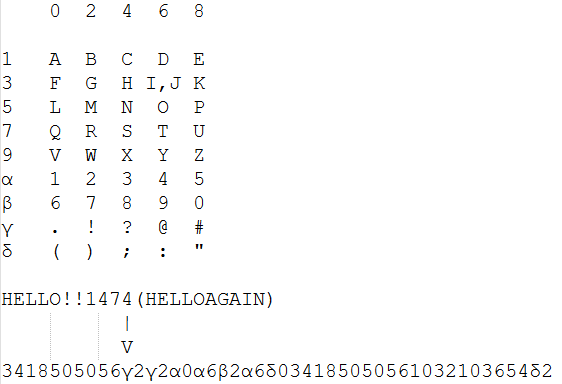 0 2 4 6 8
1 A B C D E
3 F G H I,J K
5 L M N O P
7 Q R S T U
9 V W X Y Z
α 1 2 3 4 5
β 6 7 8 9 0
γ . ! ? @ #
δ ( ) ; : "
HELLO!!1474(HELLOAGAIN)
|
V
3418505056γ2γ2α0α6β2α6δ03418505056103210365​4δ2